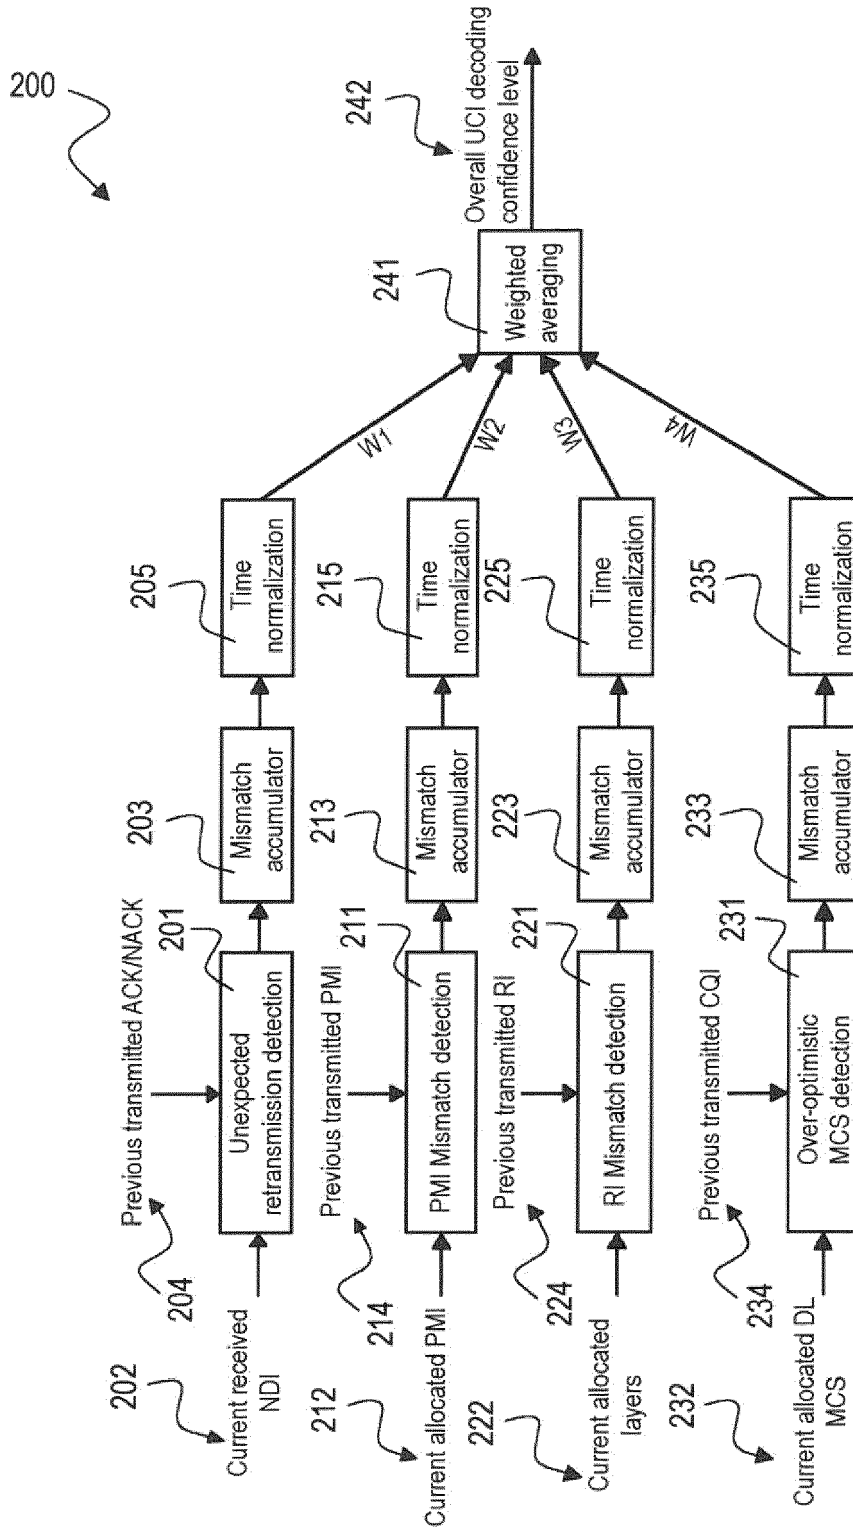 200
202
Current received
NDI
204
Previous transmitted ACK/NACK
201
Unexpected
retransmission detection
203
Mismatch
accumulator
205
Time
normalization
W1
212
Current allocated PMI
214
Previous transmitted PMI
211
PMI Mismatch detection
213
Mismatch
accumulator
215
Time
normalization
W2
222
Current allocated
layers
224
Previous transmitted RI
221
RI Mismatch detection
223
Mismatch
accumulator
225
Time
normalization
W3
232
Current allocated DL
MCS
234
Previous transmitted CQI
231
Over-optimistic
MCS detection
233
Mismatch
accumulator
235
Time
normalization
W4
241
Weighted
averaging
242
Overall UCI decoding
confidence level